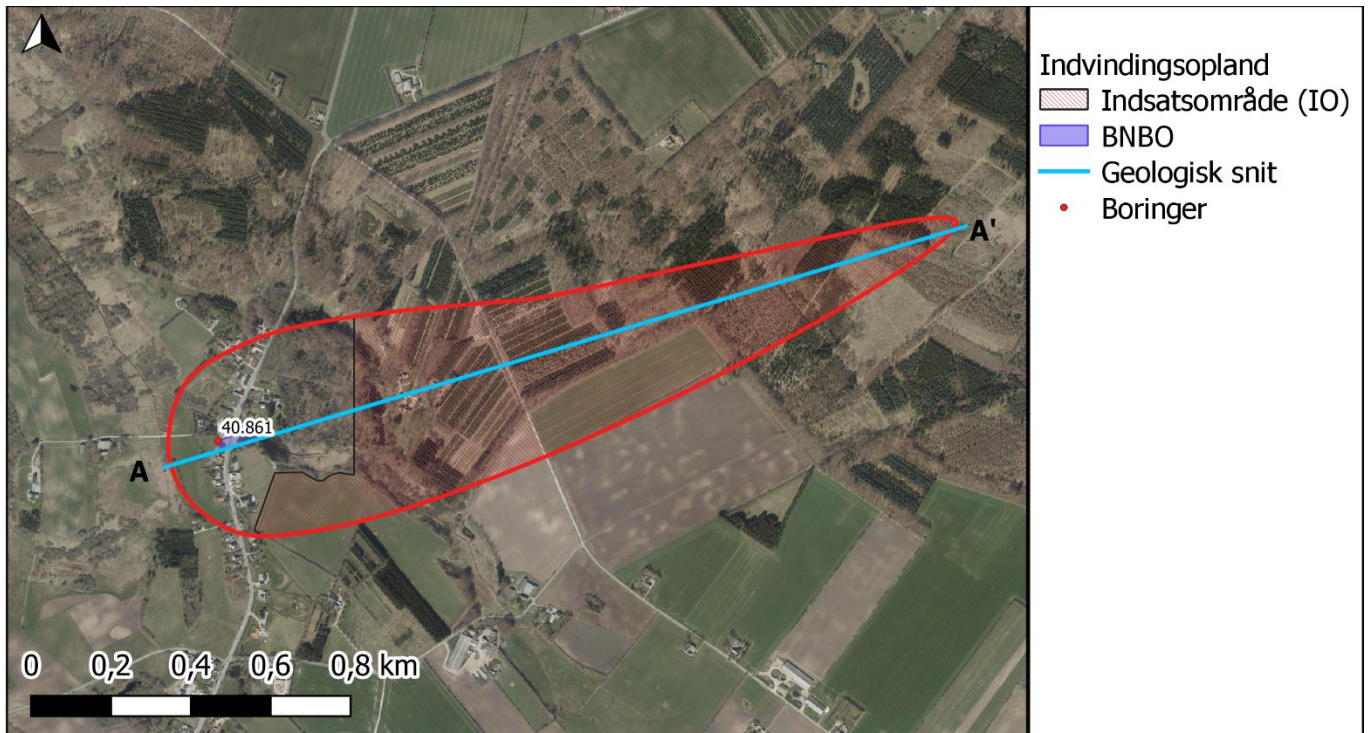 Indvindingsopland
Indsatsområde (IO)
BNBO
Geologisk snit
Boringer
A'
40.861
A
0 0,2 0,4 0,6 0,8 km